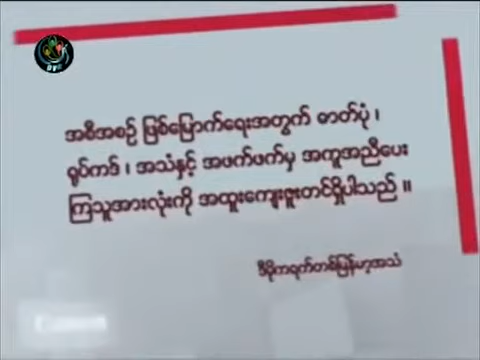 အစီအစဉ် ဖြစ်မြောက်ရေးအတွက် ဓာတ်ပုံ ၊
ရုပ်ကဒ် ၊ အသံနှင့် အဖက်ဖက်မှ အကူအညီပေး
ကြသူအားလုံးကို အထူးကျေးဇူးတင်ရှိပါသည် ။
ဒီမိုကရက်တစ်မြန်မာ့အသံ
DVB